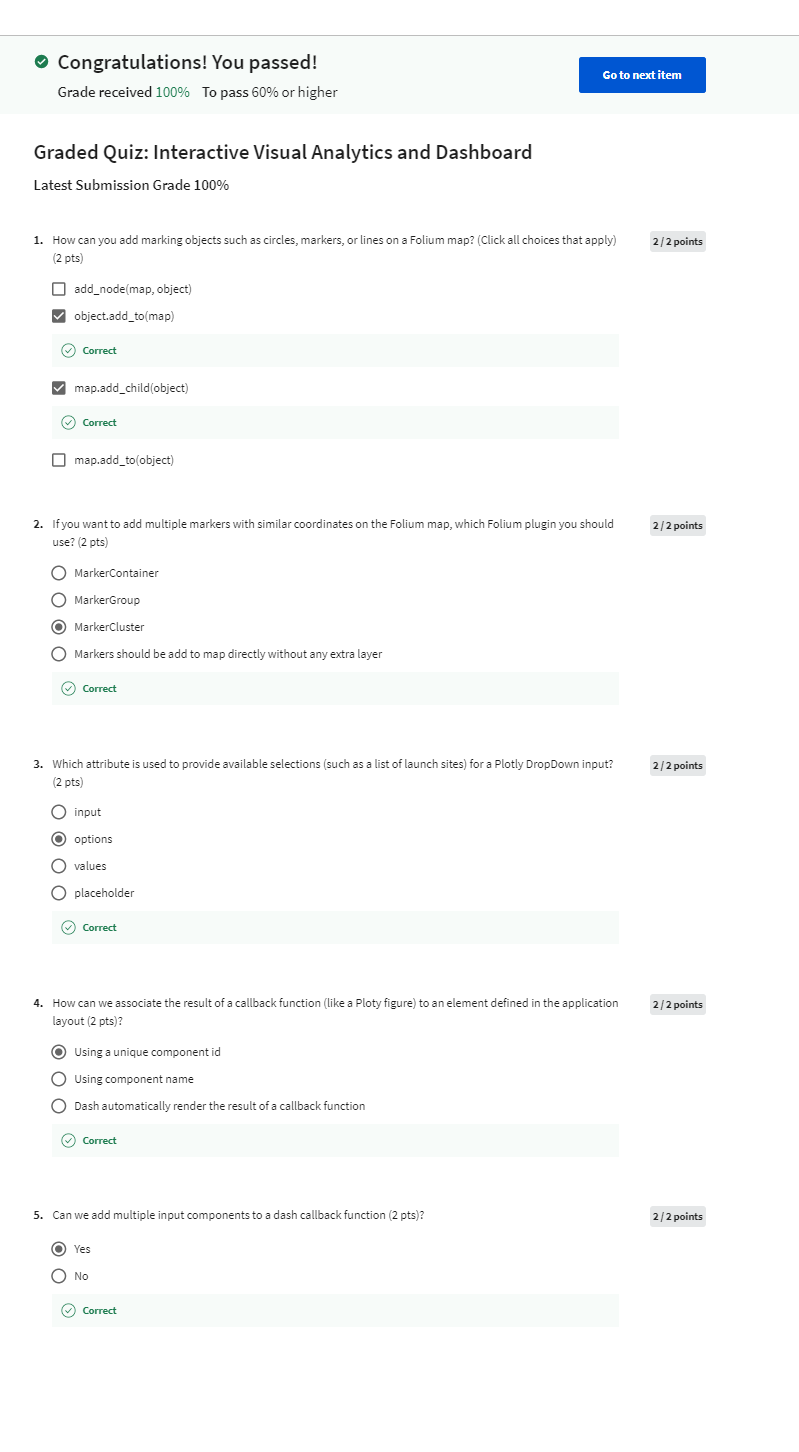 Congratulations! You passed!
Grade received 100% To pass 60% or higher
Go to next item
Graded Quiz: Interactive Visual Analytics and Dashboard
Latest Submission Grade 100%
1. How can you add marking objects such as circles, markers, or lines on a Folium map? (Click all choices that apply)
(2 pts)
2 / 2 points
add_node(map, object)
object.add_to(map)
Correct
map.add_child(object)
Correct
map.add_to(object)
2. If you want to add multiple markers with similar coordinates on the Folium map, which Folium plugin you should
use? (2 pts)
2 / 2 points
MarkerContainer
MarkerGroup
MarkerCluster
Markers should be add to map directly without any extra layer
Correct
3. Which attribute is used to provide available selections (such as a list of launch sites) for a Plotly DropDown input?
(2 pts)
2 / 2 points
input
options
values
placeholder
Correct
4. How can we associate the result of a callback function (like a Ploty figure) to an element defined in the application
layout (2 pts)?
2 / 2 points
Using a unique component id
Using component name
Dash automatically render the result of a callback function
Correct
5. Can we add multiple input components to a dash callback function (2 pts)?
2 / 2 points
Yes
No
Correct